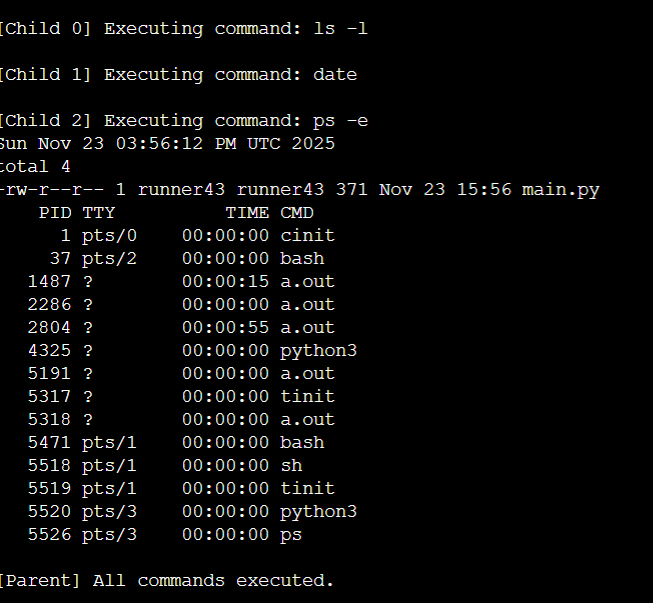 [Child 0] Executing command: ls -l
[Child 1] Executing command: date
[Child 2] Executing command: ps -e
Sun Nov 23 03:56:12 PM UTC 2025
total 4
-rw-r--r-- 1 runner43 runner43 371 Nov 23 15:56 main.py
PID TTY TIME CMD
1 pts/0 00:00:00 cinit
37 pts/2 00:00:00 bash
1487 ? 00:00:15 a.out
2286 ? 00:00:00 a.out
2804 ? 00:00:55 a.out
4325 ? 00:00:00 python3
5191 ? 00:00:00 a.out
5317 ? 00:00:00 tinit
5318 ? 00:00:00 a.out
5471 pts/1 00:00:00 bash
5518 pts/1 00:00:00 sh
5519 pts/1 00:00:00 tinit
5520 pts/3 00:00:00 python3
5526 pts/3 00:00:00 ps
[Parent] All commands executed.